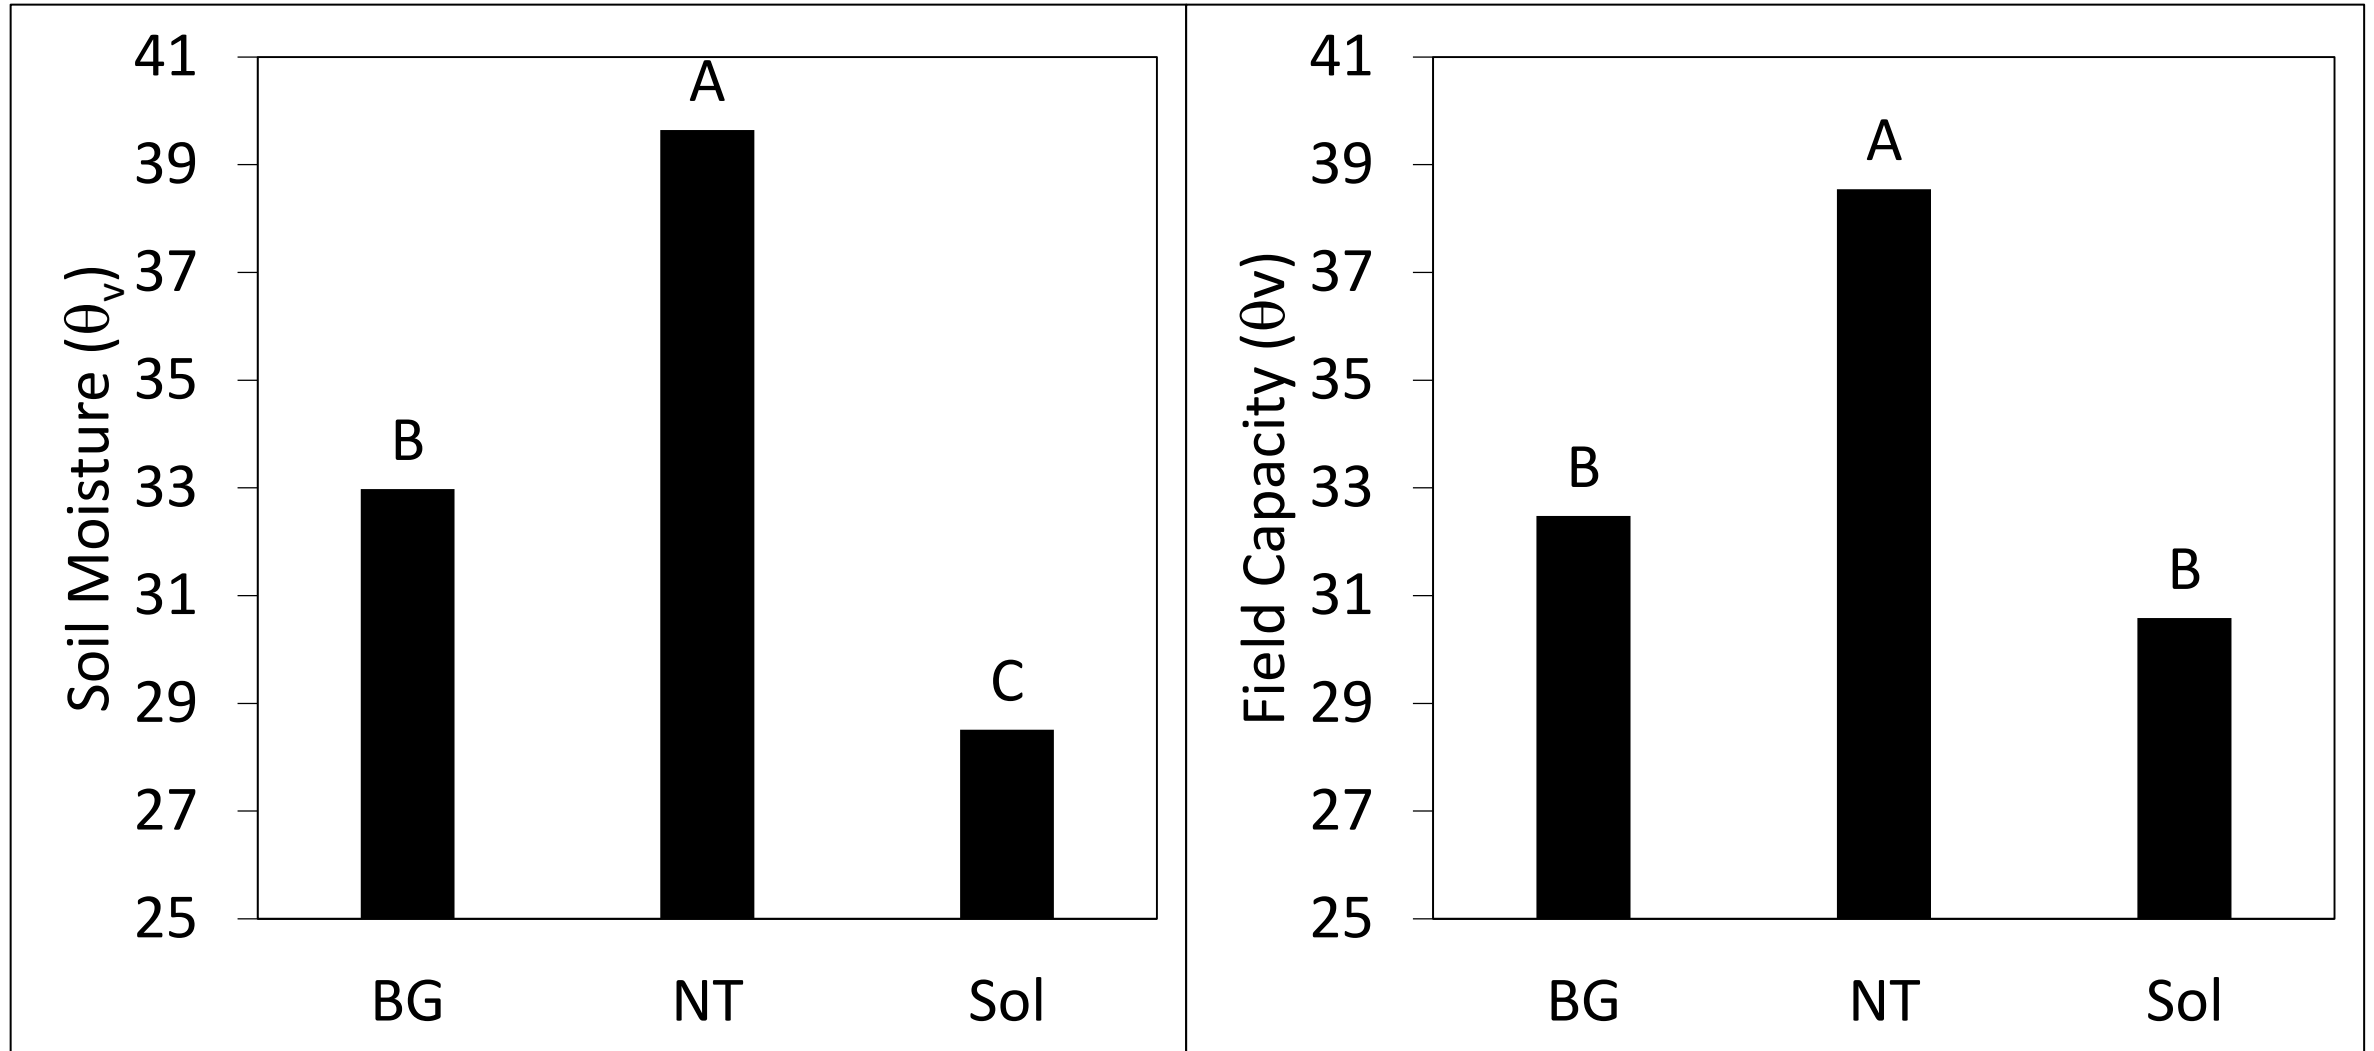 Soil Moisture (θv)
41
39
37
35
33
31
29
27
25
B
A
C
BG NT Sol
Field Capacity (θv)
41
39
37
35
33
31
29
27
25
B
A
B
BG NT Sol